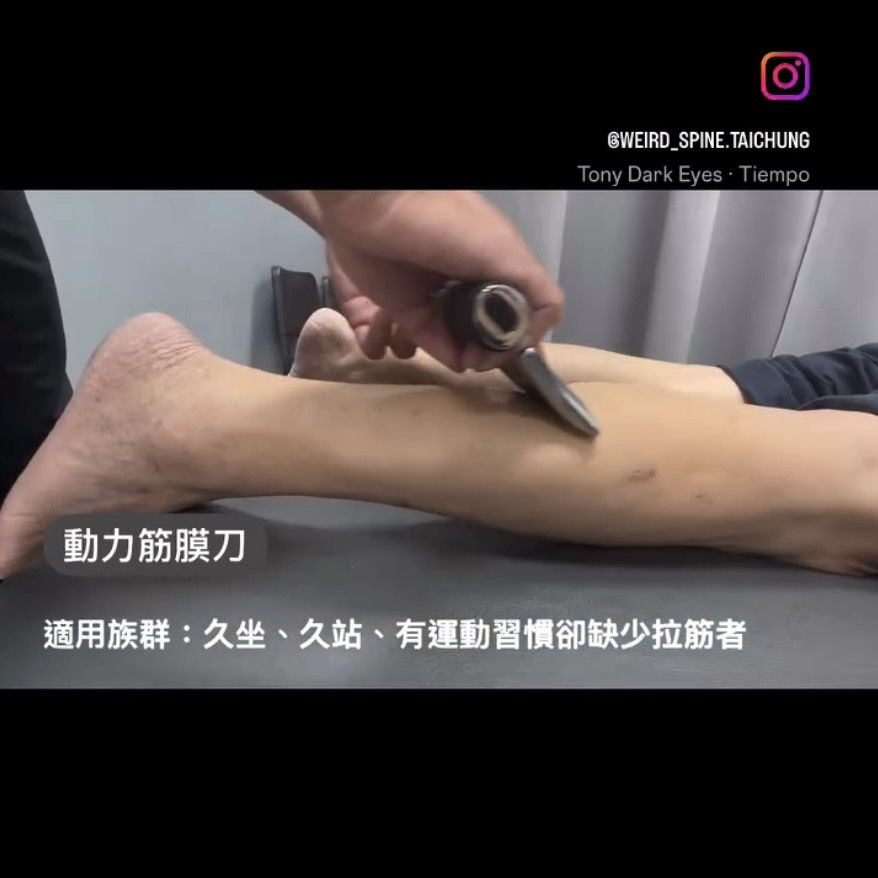 @WEIRD_SPINE.TAICHUNG
Tony Dark Eyes · Tiempo
動力筋膜刀
適用族群：久坐、久站、有運動習慣卻缺少拉筋者